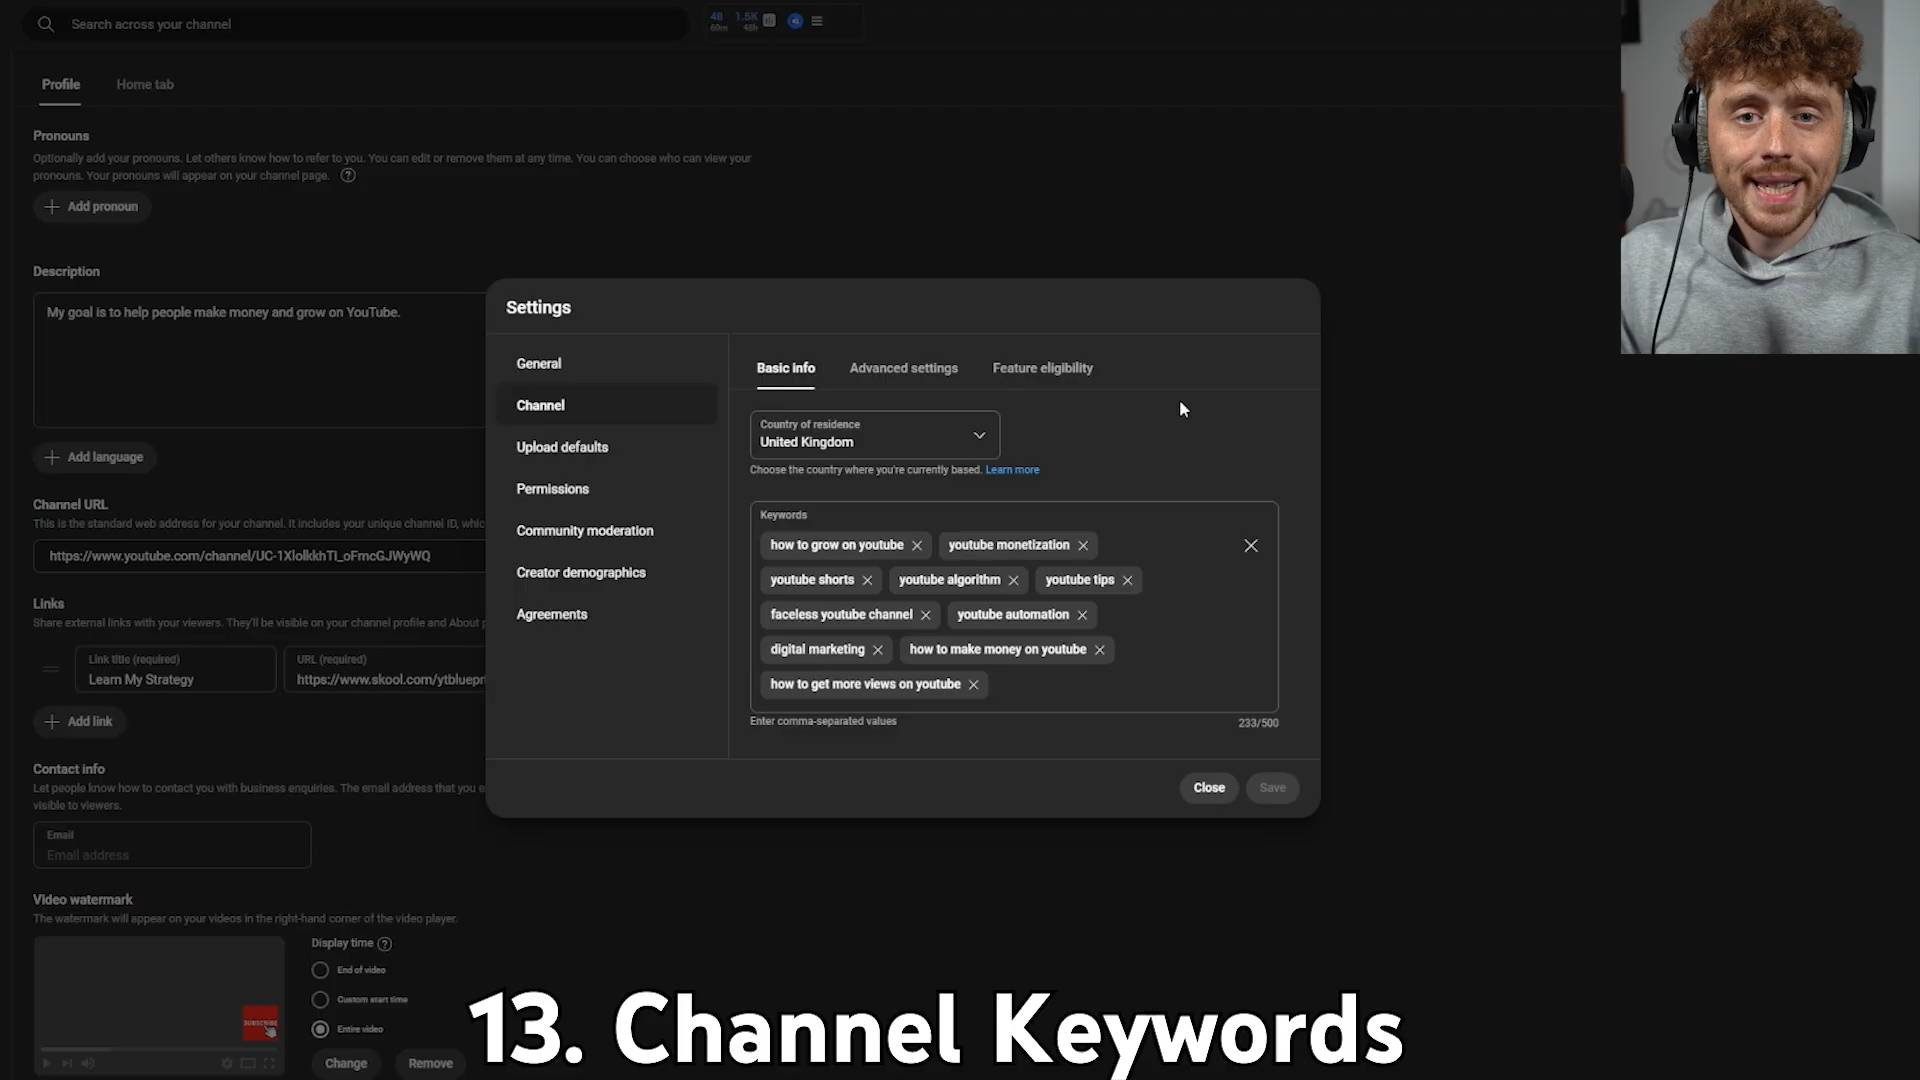 Search across your channel
48 1.5K
60m 48h
Profile Home tab
Pronouns
Optionally add your pronouns. Let others know how to refer to you. You can edit or remove them at any time. You can choose who can view your
pronouns. Your pronouns will appear on your channel page. ?
Add pronoun
Description
My goal is to help people make money and grow on YouTube.
Add language
Channel URL
This is the standard web address for your channel. It includes your unique channel ID, whic
https://www.youtube.com/channel/UC-1XlolkkhTI_oFmcGJWyWQ
Links
Share external links with your viewers. They'll be visible on your channel profile and About p
Link title (required)
Learn My Strategy
URL (required)
https://www.skool.com/ytbluepr
Add link
Contact info
Let people know how to contact you with business enquiries. The email address that you e
visible to viewers.
Email
Email address
Video watermark
The watermark will appear on your videos in the right-hand corner of the video player.
SUBSCRIBE
Display time ?
End of video
Custom start time
Entire video
Change Remove
Settings
General
Channel
Upload defaults
Permissions
Community moderation
Creator demographics
Agreements
Basic info Advanced settings Feature eligibility
Country of residence
United Kingdom
Choose the country where you're currently based. Learn more
Keywords
how to grow on youtube youtube monetization
youtube shorts youtube algorithm youtube tips
faceless youtube channel youtube automation
digital marketing how to make money on youtube
how to get more views on youtube
Enter comma-separated values 233/500
Close Save
13. Channel Keywords